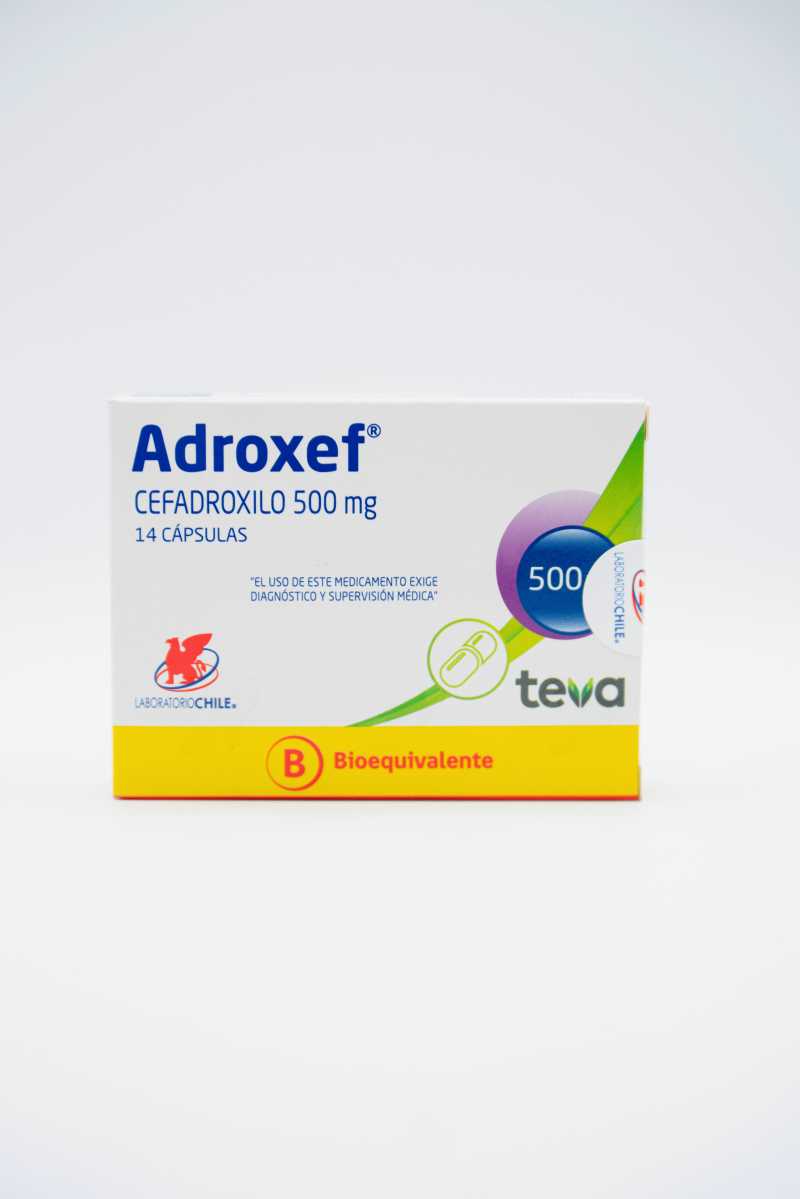 Adroxef®
CEFADROXILO 500 mg
14 CÁPSULAS
"EL USO DE ESTE MEDICAMENTO EXIGE
DIAGNÓSTICO Y SUPERVISIÓN MÉDICA"
500
LABORATORIOCHILE®
LABORATORIOCHILE®
teva
B Bioequivalente